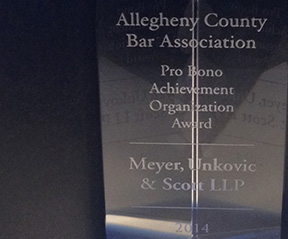 Allegheny County
Bar Association
Pro Bono
Achievement
Organization
Award
Meyer, Unkovic
& Scott LLP
2014